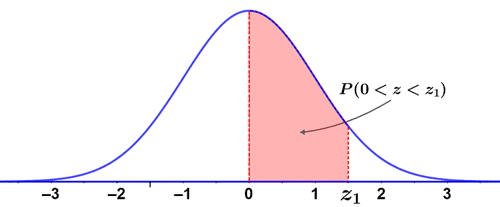 P(0 < z < z₁)
–3 –2 –1 0 1 z₁ 2 3